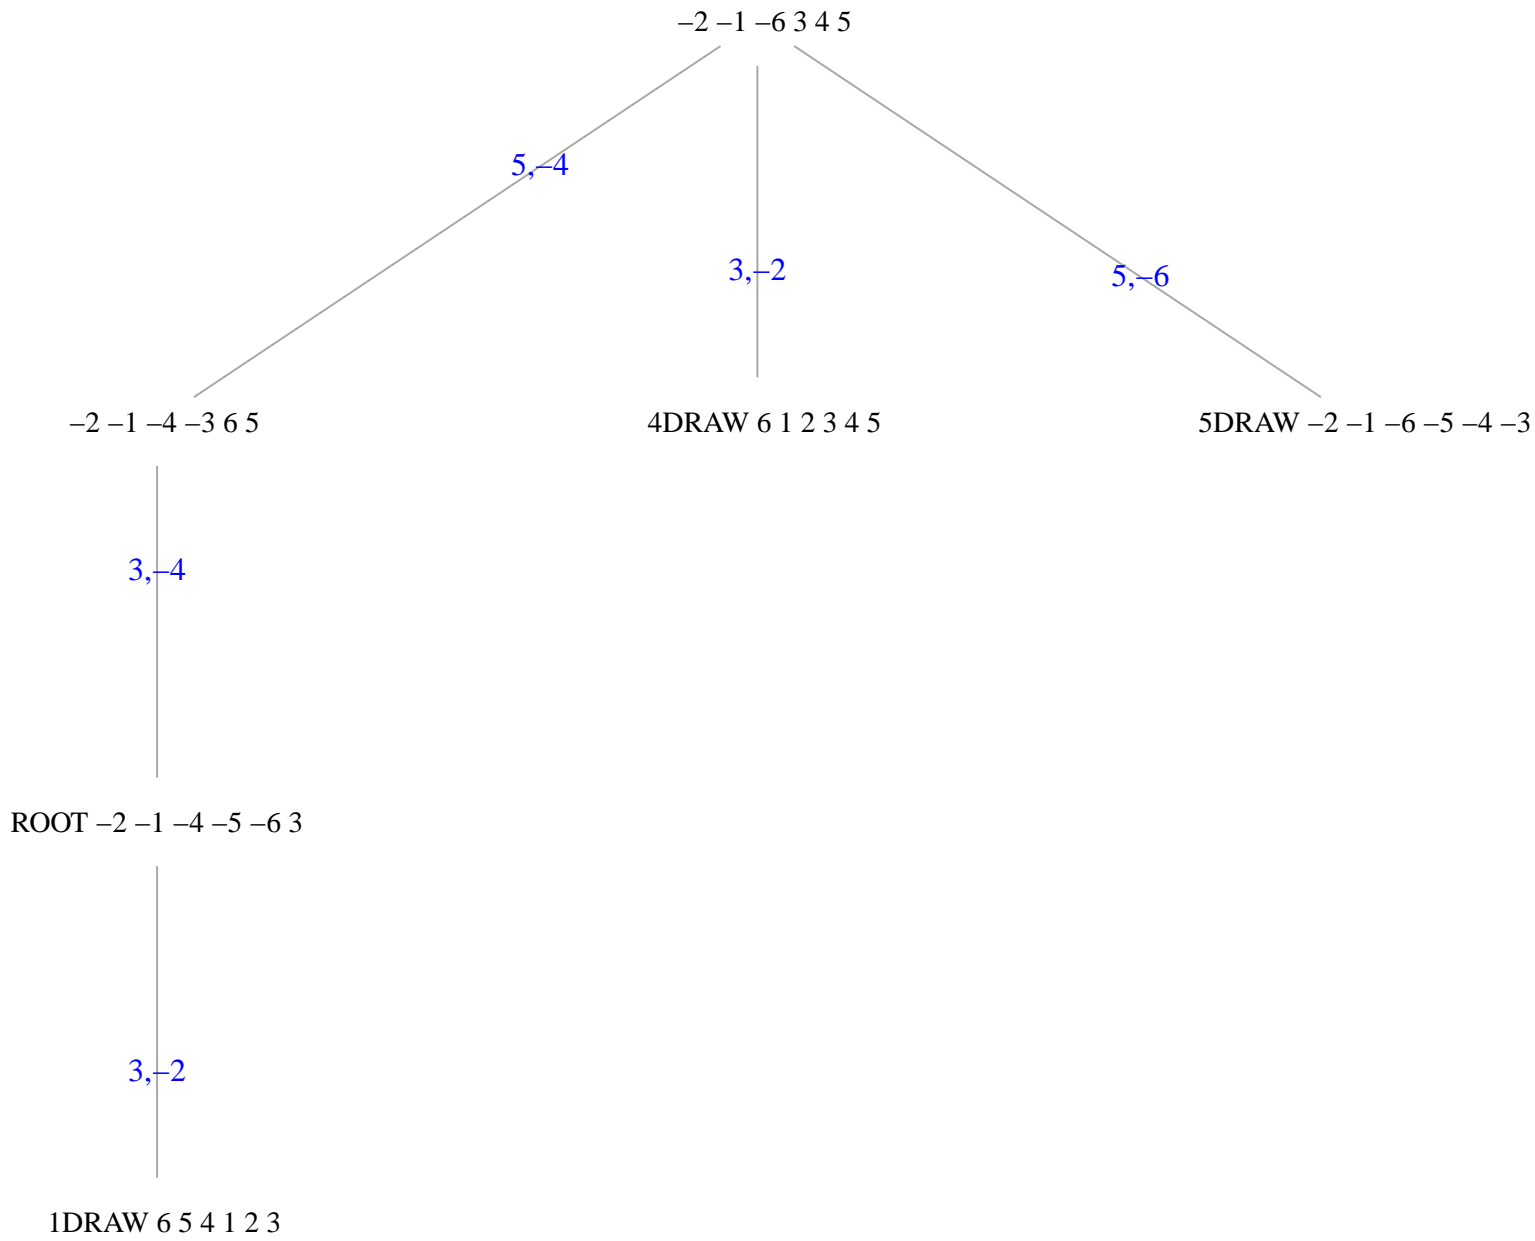 –2 –1 –6 3 4 5
5,–4
3,–2
5,–6
–2 –1 –4 –3 6 5
4DRAW 6 1 2 3 4 5
5DRAW –2 –1 –6 –5 –4 –3
3,–4
ROOT –2 –1 –4 –5 –6 3
3,–2
1DRAW 6 5 4 1 2 3